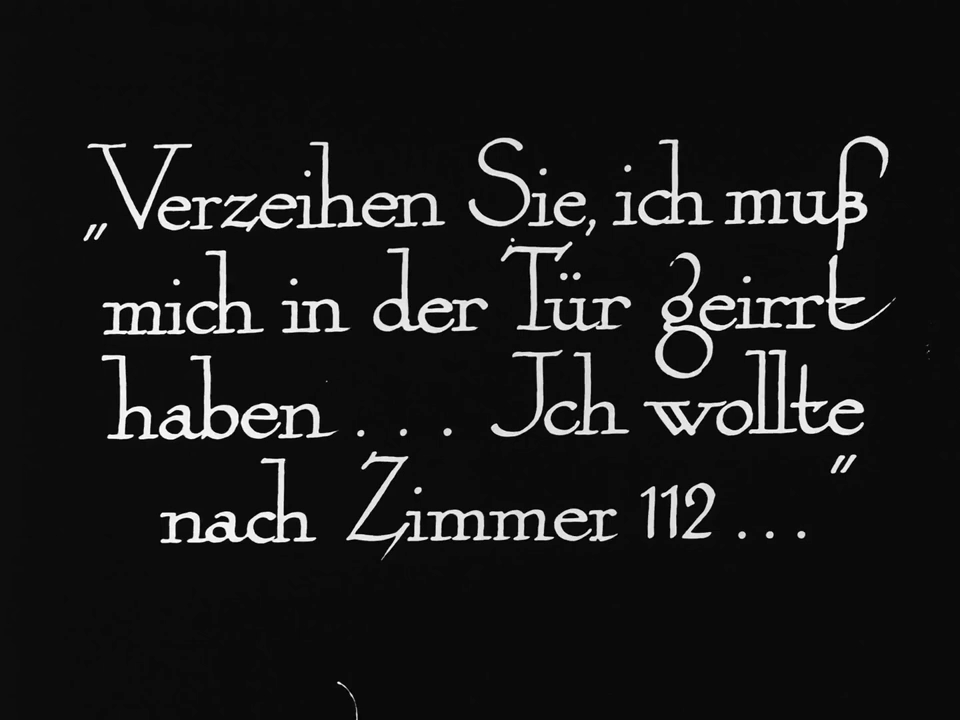 „Verzeihen Sie, ich muß
mich in der Tür geirrt
haben . . . Ich wollte
nach Zimmer 112 . . .“